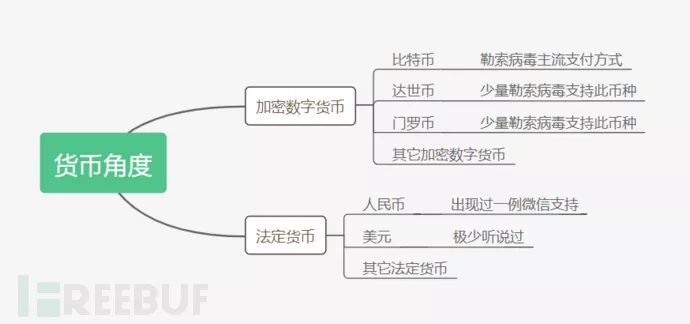 货币角度
加密数字货币
比特币 勒索病毒主流支付方式
达世币 少量勒索病毒支持此币种
门罗币 少量勒索病毒支持此币种
其它加密数字货币
法定货币
人民币 出现过一例微信支持
美元 极少听说过
其它法定货币
FREEBUF